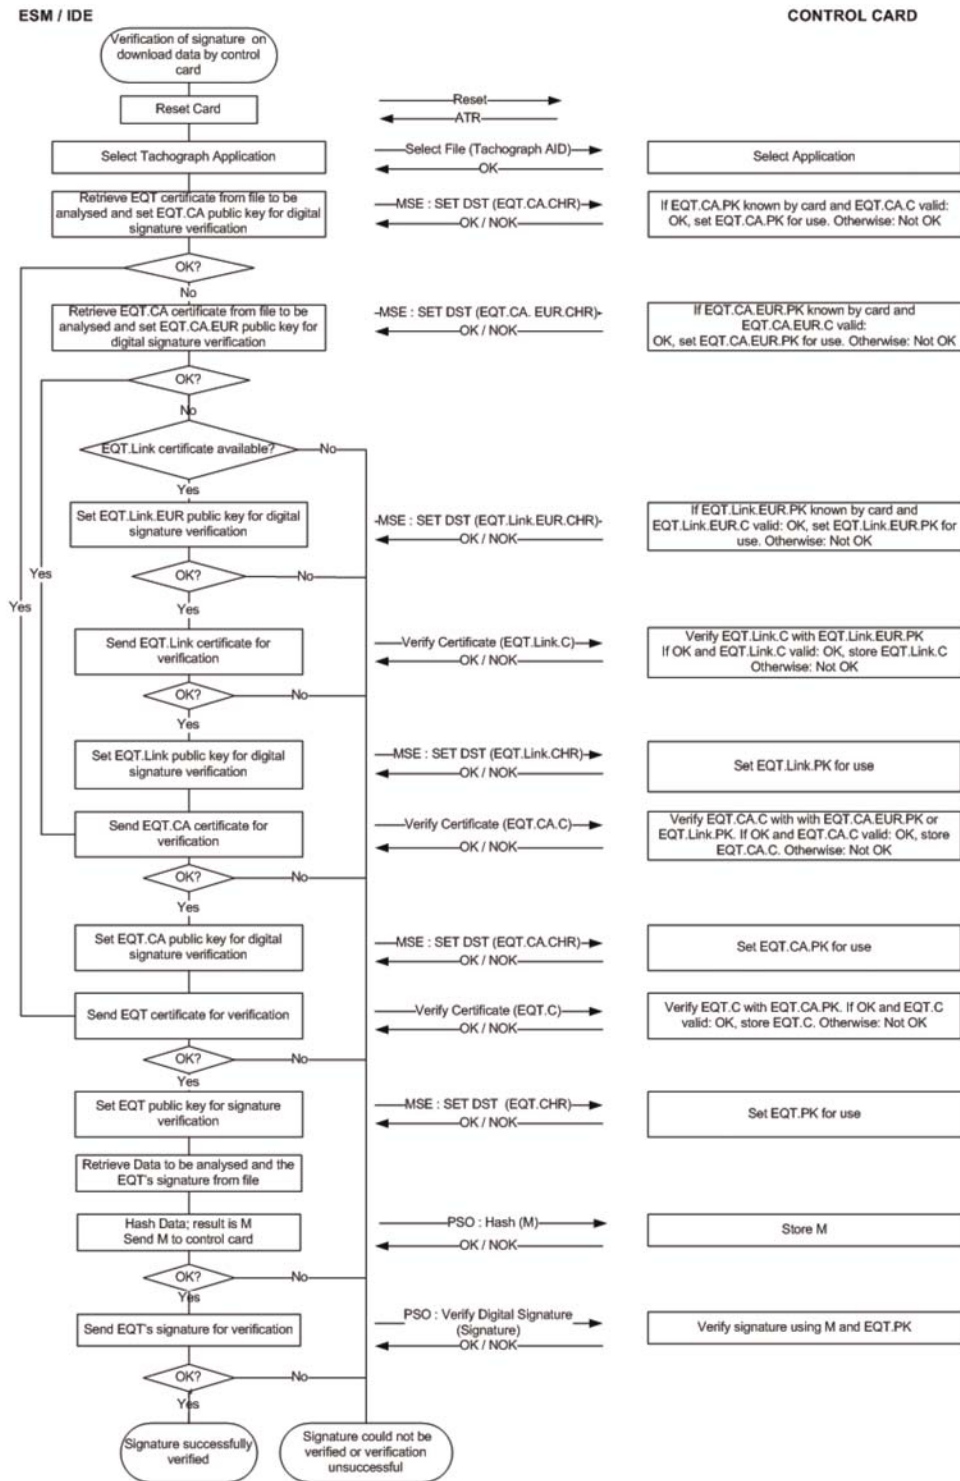 ESM / IDE
CONTROL CARD
Verification of signature on
download data by control
card
Reset Card
Reset
ATR
Select Tachograph Application
Select File (Tachograph AID)
OK
Select Application
Retrieve EQT certificate from file to be
analysed and set EQT.CA public key for digital
signature verification
MSE : SET DST (EQT.CA.CHR)
OK / NOK
If EQT.CA.PK known by card and EQT.CA.C valid:
OK, set EQT.CA.PK for use. Otherwise: Not OK
OK?
No
Retrieve EQT.CA certificate from file to be
analysed and set EQT.CA.EUR public key for
digital signature verification
MSE : SET DST (EQT.CA. EUR.CHR)
OK / NOK
If EQT.CA.EUR.PK known by card and
EQT.CA.EUR.C valid:
OK, set EQT.CA.EUR.PK for use. Otherwise: Not OK
OK?
No
EQT.Link certificate available?
No
Yes
Set EQT.Link.EUR public key for digital
signature verification
MSE : SET DST (EQT.Link.EUR.CHR)
OK / NOK
If EQT.Link.EUR.PK known by card and
EQT.Link.EUR.C valid: OK, set EQT.Link.EUR.PK for
use. Otherwise: Not OK
Yes
OK?
No
Yes
Yes
Send EQT.Link certificate for
verification
Verify Certificate (EQT.Link.C)
OK / NOK
Verify EQT.Link.C with EQT.Link.EUR.PK
If OK and EQT.Link.C valid: OK, store EQT.Link.C
Otherwise: Not OK
OK?
No
Yes
Set EQT.Link public key for digital
signature verification
MSE : SET DST (EQT.Link.CHR)
OK / NOK
Set EQT.Link.PK for use
Send EQT.CA certificate for
verification
Verify Certificate (EQT.CA.C)
OK / NOK
Verify EQT.CA.C with with EQT.CA.EUR.PK or
EQT.Link.PK. If OK and EQT.CA.C valid: OK, store
EQT.CA.C. Otherwise: Not OK
OK?
No
Yes
Set EQT.CA public key for digital
signature verification
MSE : SET DST (EQT.CA.CHR)
OK / NOK
Set EQT.CA.PK for use
Send EQT certificate for verification
Verify Certificate (EQT.C)
OK / NOK
Verify EQT.C with EQT.CA.PK. If OK and EQT.C
valid: OK, store EQT.C. Otherwise: Not OK
OK?
No
Yes
Set EQT public key for signature
verification
MSE : SET DST (EQT.CHR)
OK / NOK
Set EQT.PK for use
Retrieve Data to be analysed and the
EQT's signature from file
Hash Data; result is M
Send M to control card
PSO : Hash (M)
OK / NOK
Store M
OK?
No
Yes
Send EQT's signature for verification
PSO : Verify Digital Signature
(Signature)
OK / NOK
Verify signature using M and EQT.PK
OK?
No
Yes
Signature successfully
verified
Signature could not be
verified or verification
unsuccessful